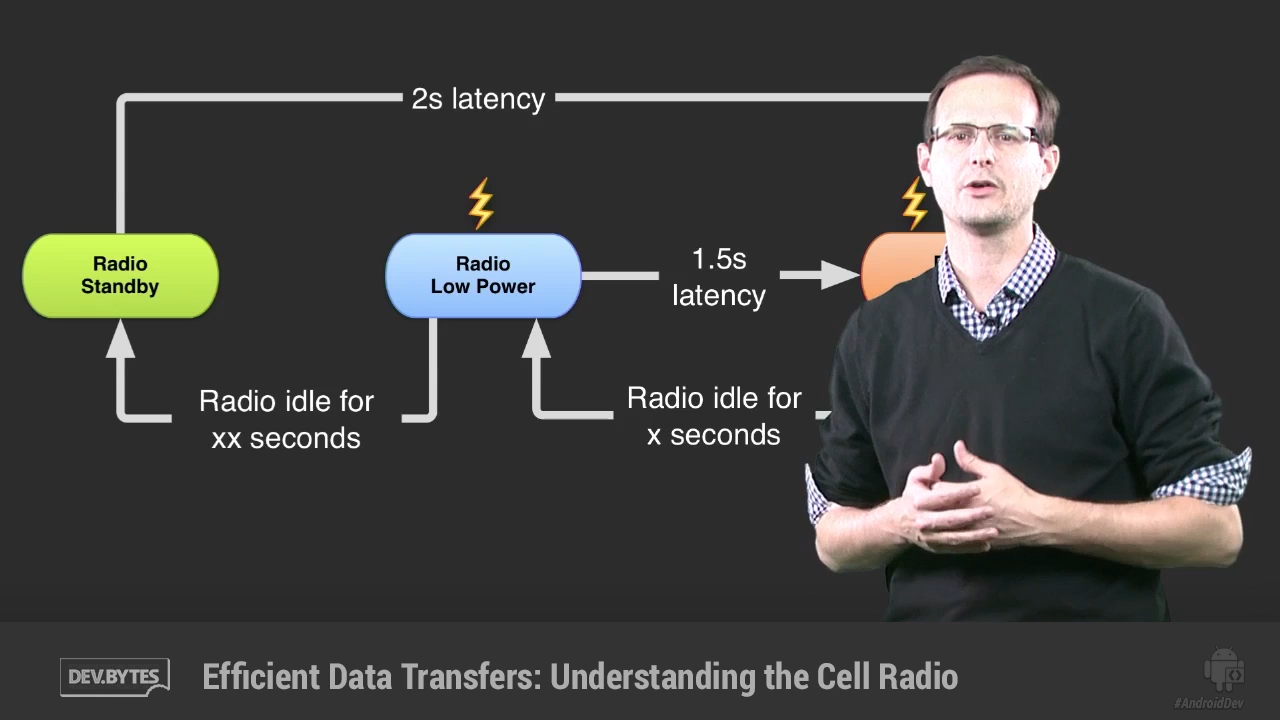 2s latency
Radio
Standby
Radio
Low Power
1.5s
latency
Radio idle for
xx seconds
Radio idle for
x seconds
DEV.BYTES
Efficient Data Transfers: Understanding the Cell Radio
#AndroidDev